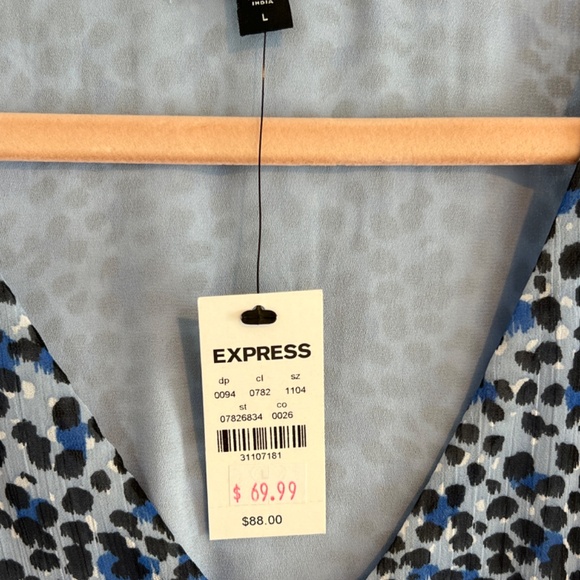 INDIA
L
EXPRESS
dp cl sz
0094 0782 1104
st co
07826834 0026
31107181
$ 69.99
$88.00